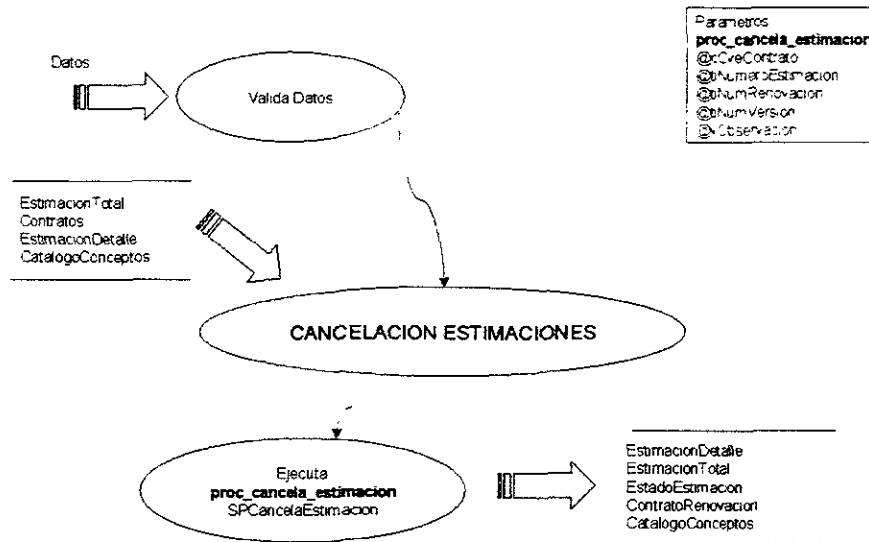 Parametros
proc_cancela_estimacion
@cCveContrato
@bNumeroEstimacion
@bNumRenovacion
@bNumVersion
@vObservacion
Datos
Valida Datos
EstimacionTotal
Contratos
EstimacionDetalle
CatalogoConceptos
CANCELACION ESTIMACIONES
Ejecuta
proc_cancela_estimacion
SPCancelaEstimacion
EstimacionDetalle
EstimacionTotal
EstadoEstimacion
ContratoRenovacion
CatalogoConceptos